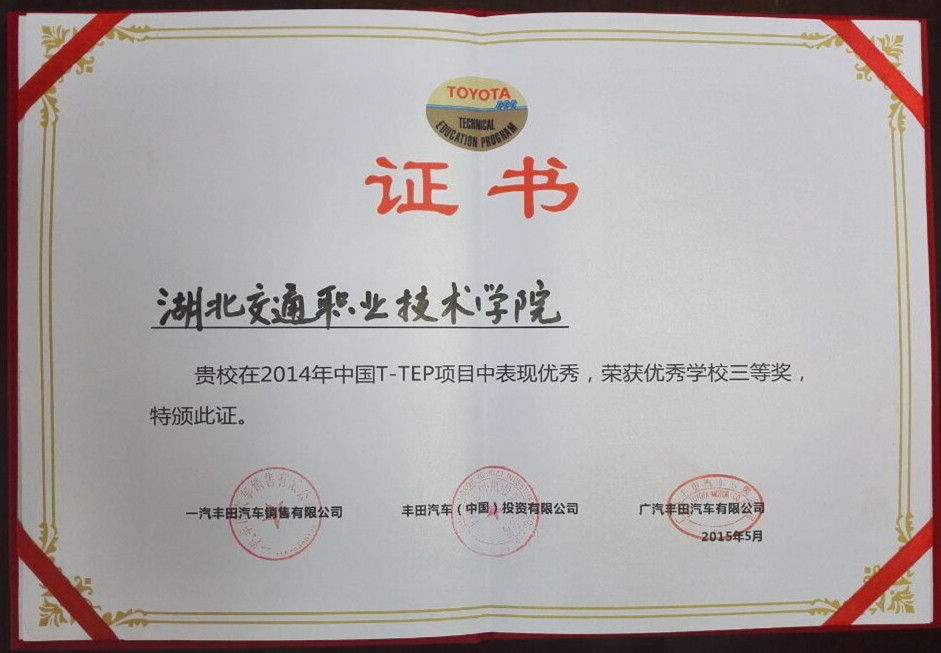 TOYOTA
TECHNICAL
EDUCATION PROGRAM
证书
湖北交通职业技术学院
贵校在2014年中国T-TEP项目中表现优秀，荣获优秀学校三等奖，
特颁此证。
一汽丰田汽车销售有限公司 丰田汽车（中国）投资有限公司 广汽丰田汽车有限公司
2015年5月